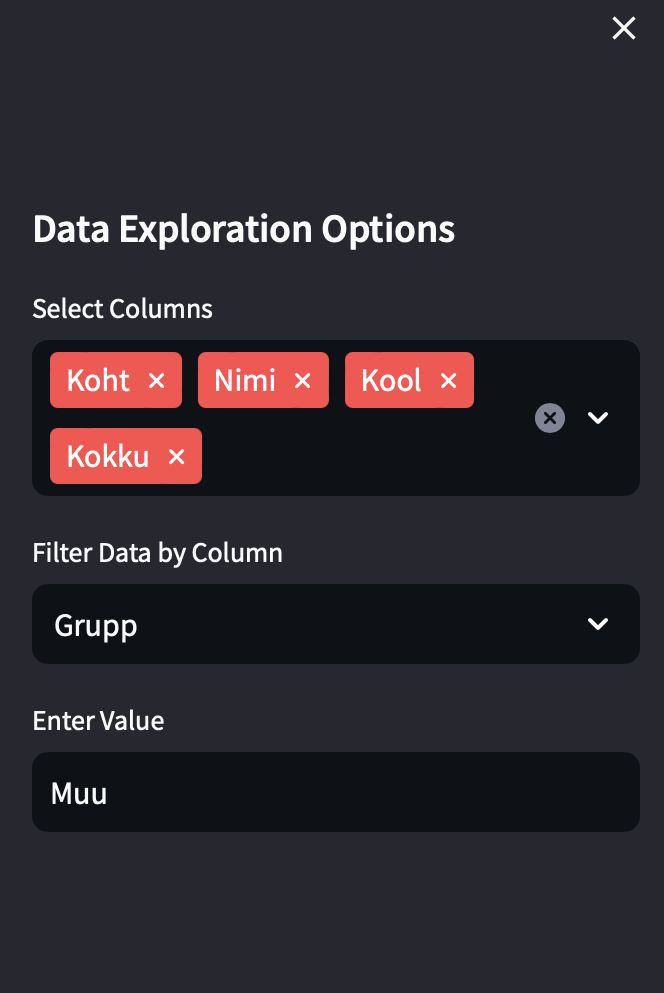 Data Exploration Options
Select Columns
Koht Nimi Kool
Kokku
Filter Data by Column
Grupp
Enter Value
Muu